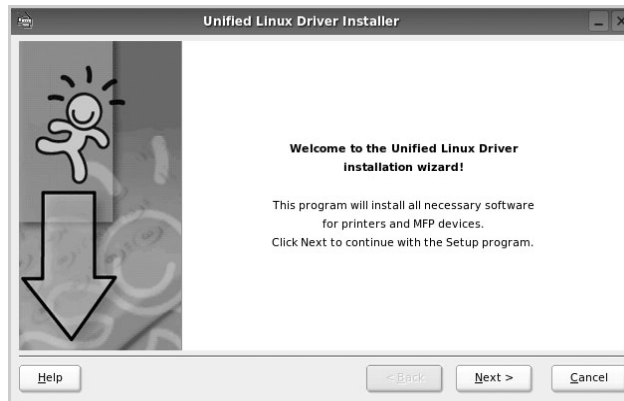 Unified Linux Driver Installer
Welcome to the Unified Linux Driver
installation wizard!
This program will install all necessary software
for printers and MFP devices.
Click Next to continue with the Setup program.
Help
< Back
Next >
Cancel